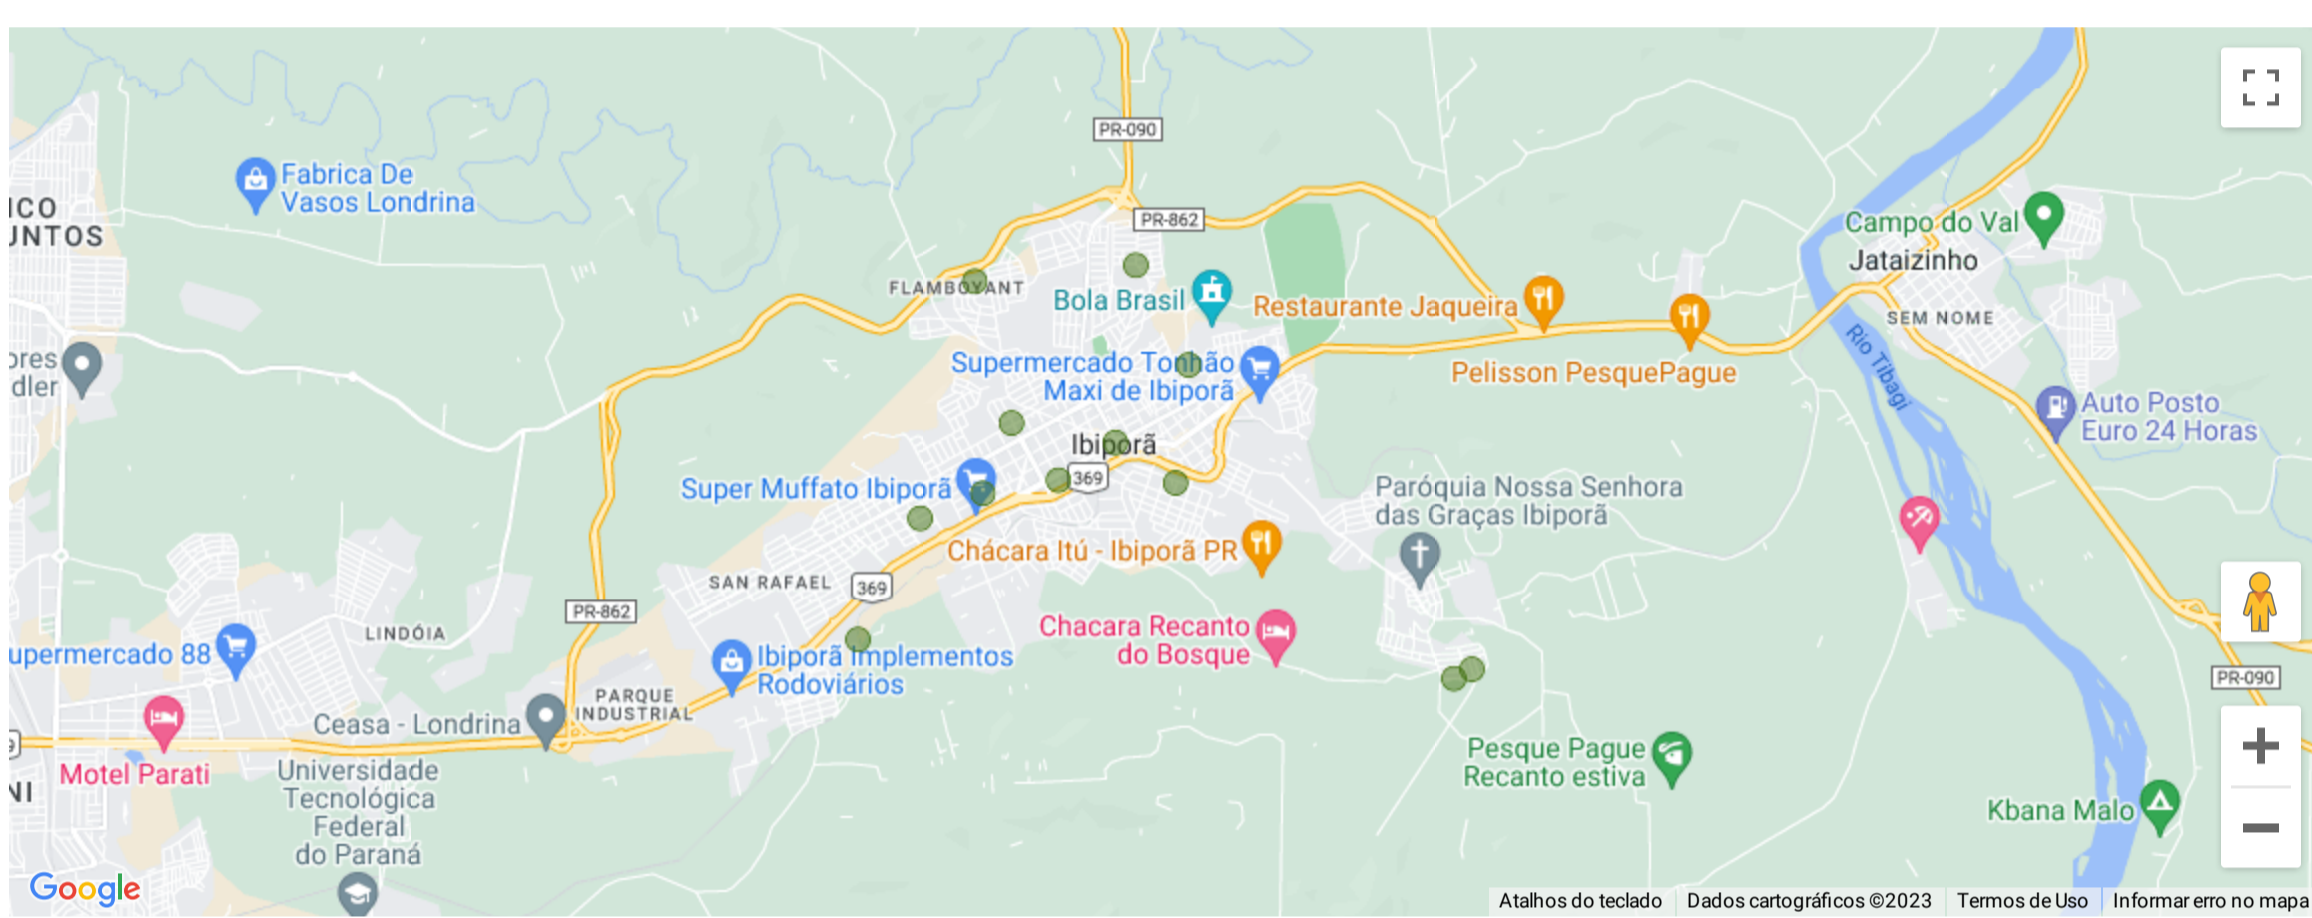 PR-090
Fabrica De
Vasos Londrina
ICO
UNTOS
PR-862
Campo do Val
Jataizinho
FLAMBOYANT
Bola Brasil
Restaurante Jaqueira
SEM NOME
Rio Tibagi
ores
dler
Supermercado Tonhão
Maxi de Ibiporã
Pelisson PesquePague
Auto Posto
Euro 24 Horas
Ibiporã
369
Super Muffato Ibiporã
Paróquia Nossa Senhora
das Graças Ibiporã
Chácara Itú - Ibiporã PR
SAN RAFAEL
369
PR-862
LINDÓIA
Chacara Recanto
do Bosque
upermercado 88
Ibiporã Implementos
Rodoviários
PR-090
PARQUE
INDUSTRIAL
Ceasa - Londrina
Motel Parati
NI
Universidade
Tecnológica
Federal
do Paraná
Pesque Pague
Recanto estiva
Kbana Malo
Google
Atalhos do teclado
Dados cartográficos ©2023
Termos de Uso
Informar erro no mapa